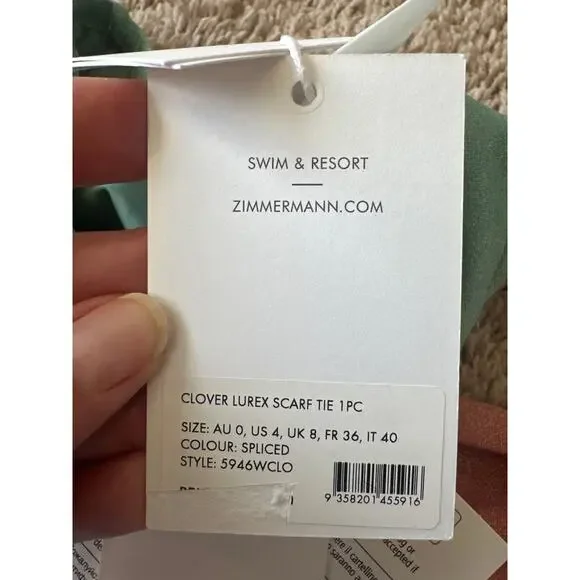 SWIM & RESORT
ZIMMERMANN.COM
CLOVER LUREX SCARF TIE 1PC
SIZE: AU 0, US 4, UK 8, FR 36, IT 40
COLOUR: SPLICED
STYLE: 5946WCLO
9 358201 455916